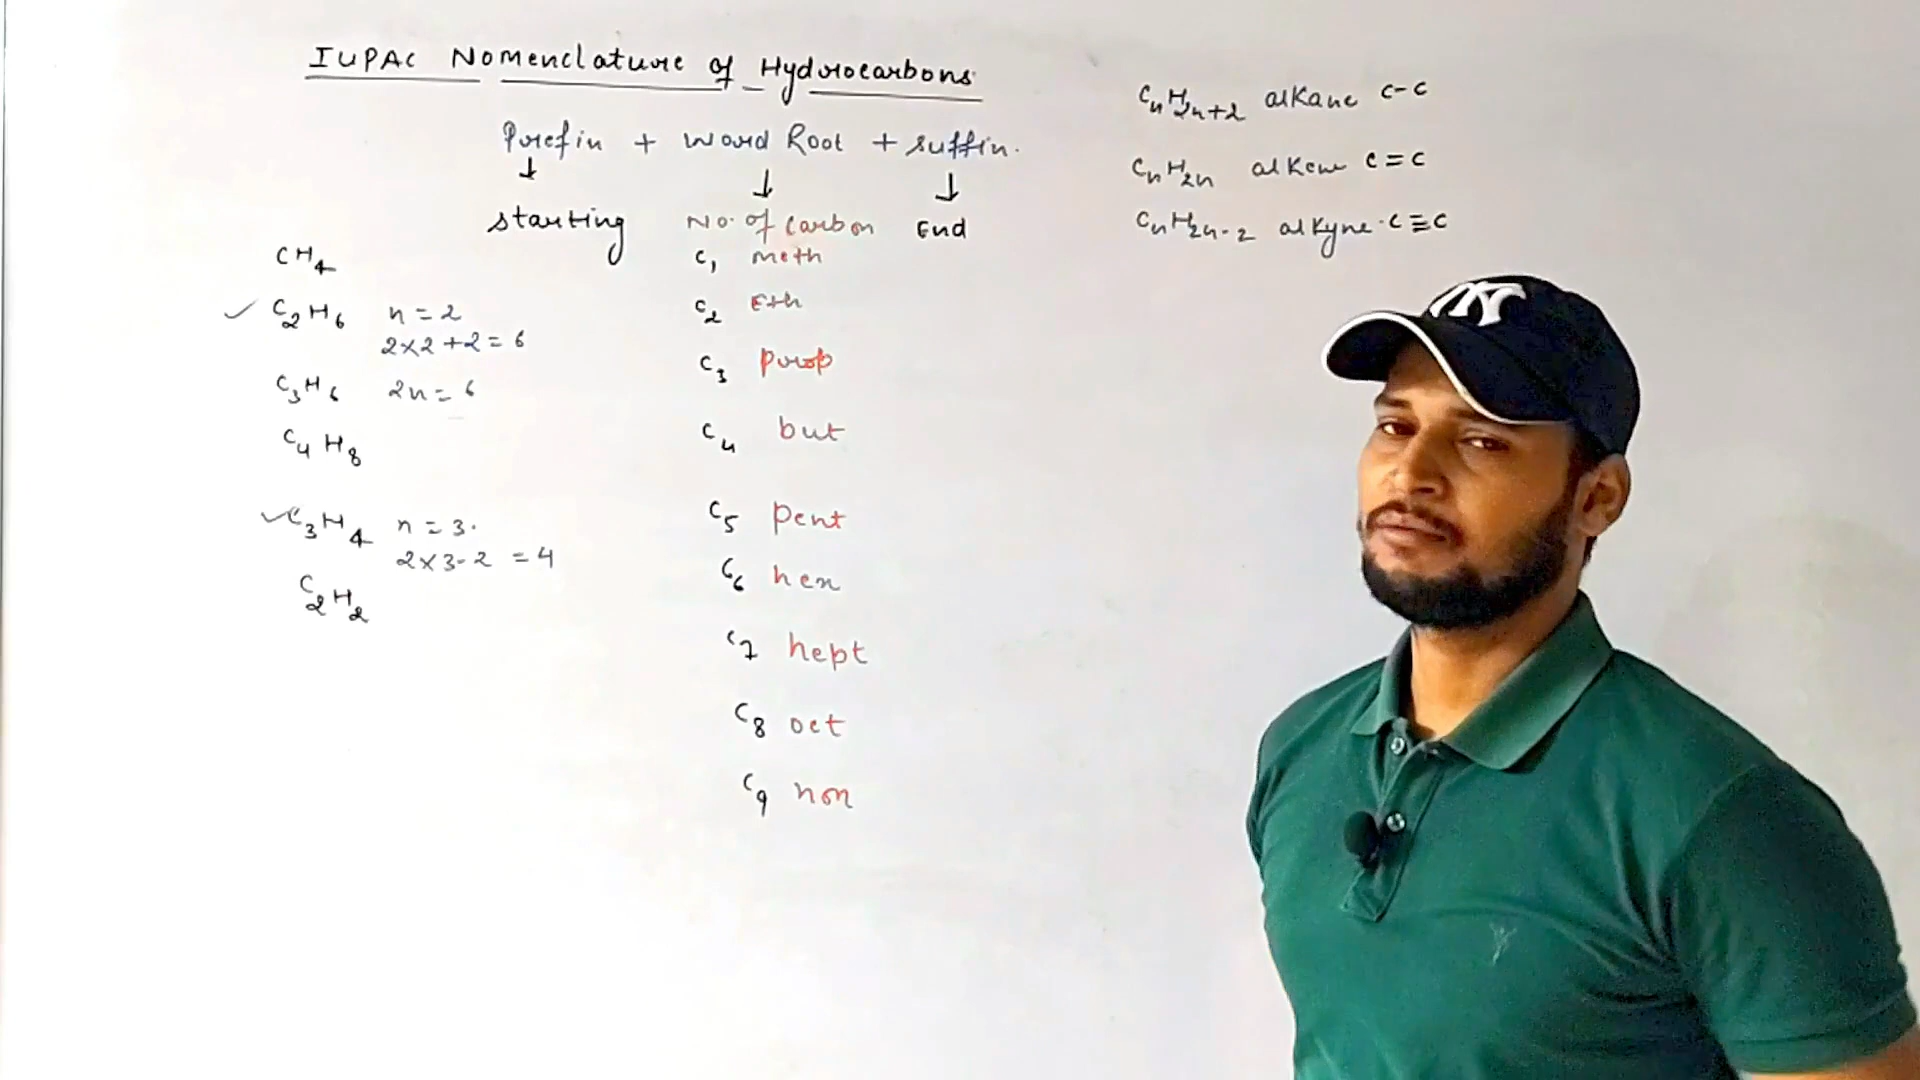 IUPAC Nomenclature of Hydrocarbons
Prefix + Word Root + suffix.
↓ ↓ ↓
starting No. of Carbon End
CH₄
C₂H₆ n = 2
2×2+2 = 6
C₃H₆ 2n = 6
C₄H₈
C₃H₄ n = 3.
2×3-2 = 4
C₂H₂
C₁ meth
C₂ Eth
C₃ prop
C₄ but
C₅ pent
C₆ hex
C₇ hept
C₈ oct
C₉ non
CₙH₂ₙ₊₂ alkane C-C
CₙH₂ₙ alkene C=C
CₙH₂ₙ₋₂ alkyne C≡C